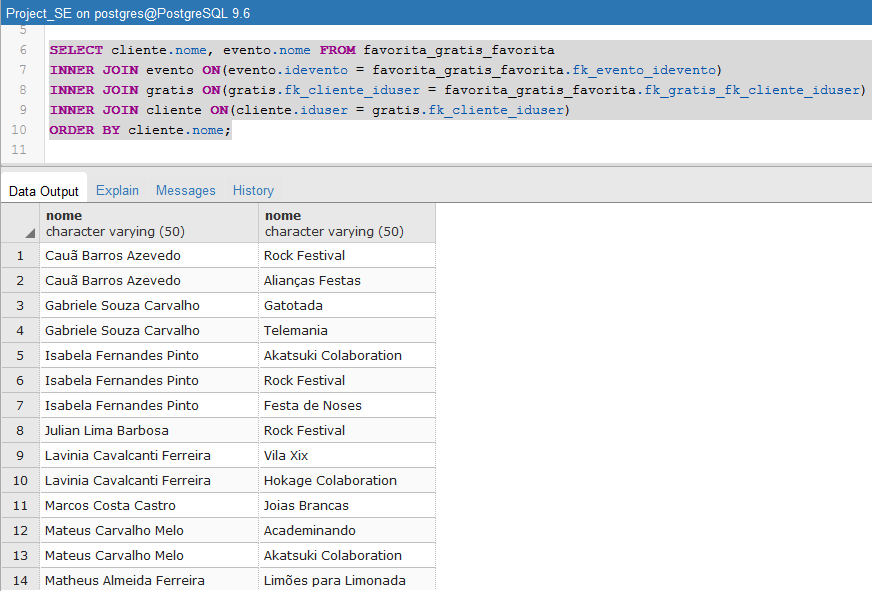 Project_SE on postgres@PostgreSQL 9.6
5
6 SELECT cliente.nome, evento.nome FROM favorita_gratis_favorita
7 INNER JOIN evento ON(evento.idevento = favorita_gratis_favorita.fk_evento_idevento)
8 INNER JOIN gratis ON(gratis.fk_cliente_iduser = favorita_gratis_favorita.fk_gratis_fk_cliente_iduser)
9 INNER JOIN cliente ON(cliente.iduser = gratis.fk_cliente_iduser)
10 ORDER BY cliente.nome;
11
Data Output Explain Messages History
nome nome
character varying (50) character varying (50)
1 Cauã Barros Azevedo Rock Festival
2 Cauã Barros Azevedo Alianças Festas
3 Gabriele Souza Carvalho Gatotada
4 Gabriele Souza Carvalho Telemania
5 Isabela Fernandes Pinto Akatsuki Colaboration
6 Isabela Fernandes Pinto Rock Festival
7 Isabela Fernandes Pinto Festa de Noses
8 Julian Lima Barbosa Rock Festival
9 Lavinia Cavalcanti Ferreira Vila Xix
10 Lavinia Cavalcanti Ferreira Hokage Colaboration
11 Marcos Costa Castro Joias Brancas
12 Mateus Carvalho Melo Academinando
13 Mateus Carvalho Melo Akatsuki Colaboration
14 Matheus Almeida Ferreira Limões para Limonada